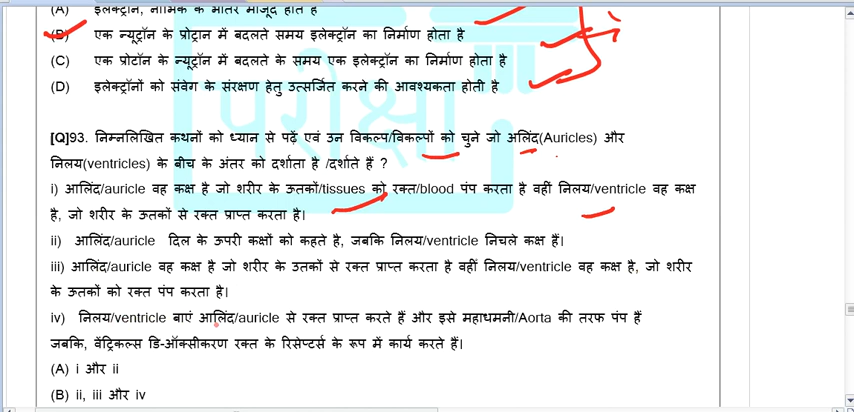 (A) इलेक्ट्रॉन, नाभिक के भीतर मौजूद होते है
(B) एक न्यूट्रॉन के प्रोट्रान में बदलते समय इलेक्ट्रॉन का निर्माण होता है
(C) एक प्रोटॉन के न्यूट्रॉन में बदलते के समय एक इलेक्ट्रॉन का निर्माण होता है
(D) इलेक्ट्रॉनों को संवेग के संरक्षण हेतु उत्सर्जित करने की आवश्यकता होती है
परीक्षा
[Q]93. निम्नलिखित कथनों को ध्यान से पढ़ें एवं उन विकल्प/विकल्पों को चुने जो अलिंद(Auricles) और
निलय(ventricles) के बीच के अंतर को दर्शाता है /दर्शाते हैं ?
i) आलिंद/auricle वह कक्ष है जो शरीर के ऊतकों/tissues को रक्त/blood पंप करता है वहीं निलय/ventricle वह कक्ष
है, जो शरीर के ऊतकों से रक्त प्राप्त करता है।
ii) आलिंद/auricle दिल के ऊपरी कक्षों को कहते है, जबकि निलय/ventricle निचले कक्ष हैं।
iii) आलिंद/auricle वह कक्ष है जो शरीर के उतकों से रक्त प्राप्त करता है वहीं निलय/ventricle वह कक्ष है, जो शरीर
के ऊतकों को रक्त पंप करता है।
iv) निलय/ventricle बाएं आलिंद/auricle से रक्त प्राप्त करते हैं और इसे महाधमनी/Aorta की तरफ पंप हैं
जबकि, वेंट्रिकल्स डि-ऑक्सीकरण रक्त के रिसेप्टर्स के रूप में कार्य करते हैं।
(A) i और ii
(B) ii, iii और iv